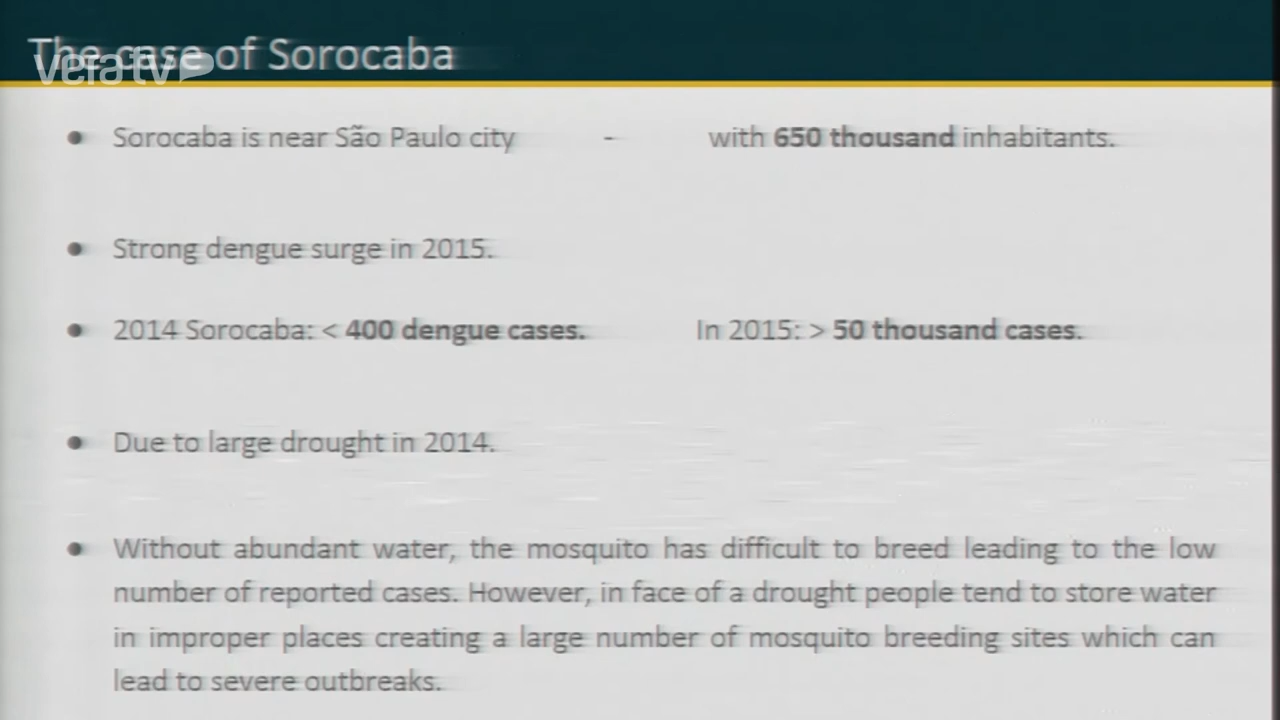 The case of Sorocaba
vera tv
• Sorocaba is near São Paulo city - with 650 thousand inhabitants.
• Strong dengue surge in 2015.
• 2014 Sorocaba: < 400 dengue cases. In 2015: > 50 thousand cases.
• Due to large drought in 2014.
• Without abundant water, the mosquito has difficult to breed leading to the low
number of reported cases. However, in face of a drought people tend to store water
in improper places creating a large number of mosquito breeding sites which can
lead to severe outbreaks.